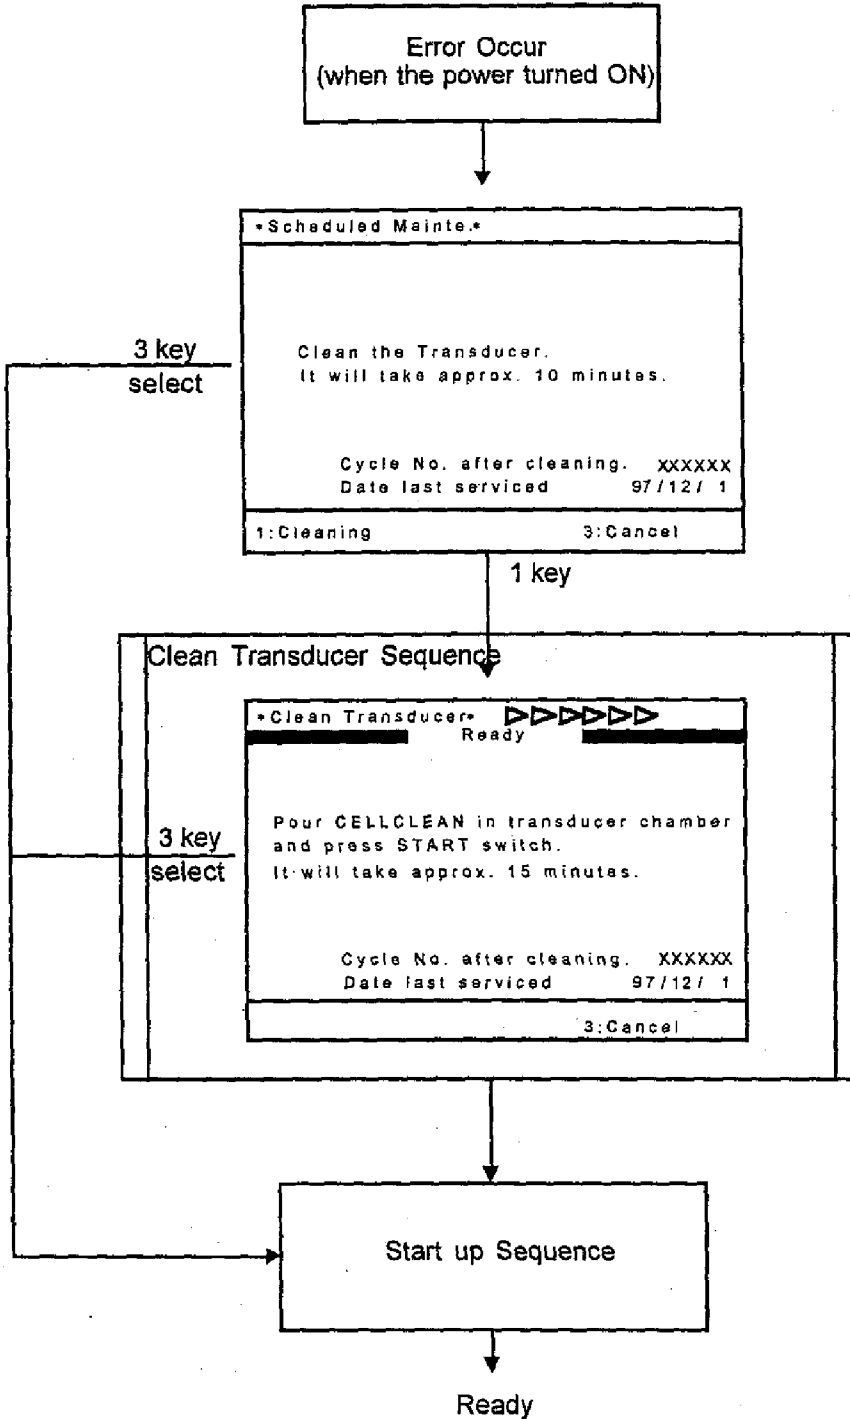 Error Occur
(when the power turned ON)
*Scheduled Mainte.*
3 key
select
Clean the Transducer.
It will take approx. 10 minutes.
Cycle No. after cleaning. XXXXXX
Date last serviced 97/12/ 1
1:Cleaning 3:Cancel
1 key
Clean Transducer Sequence
*Clean Transducer*
Ready
3 key
select
Pour CELLCLEAN in transducer chamber
and press START switch.
It will take approx. 15 minutes.
Cycle No. after cleaning. XXXXXX
Date last serviced 97/12/ 1
3:Cancel
Start up Sequence
Ready